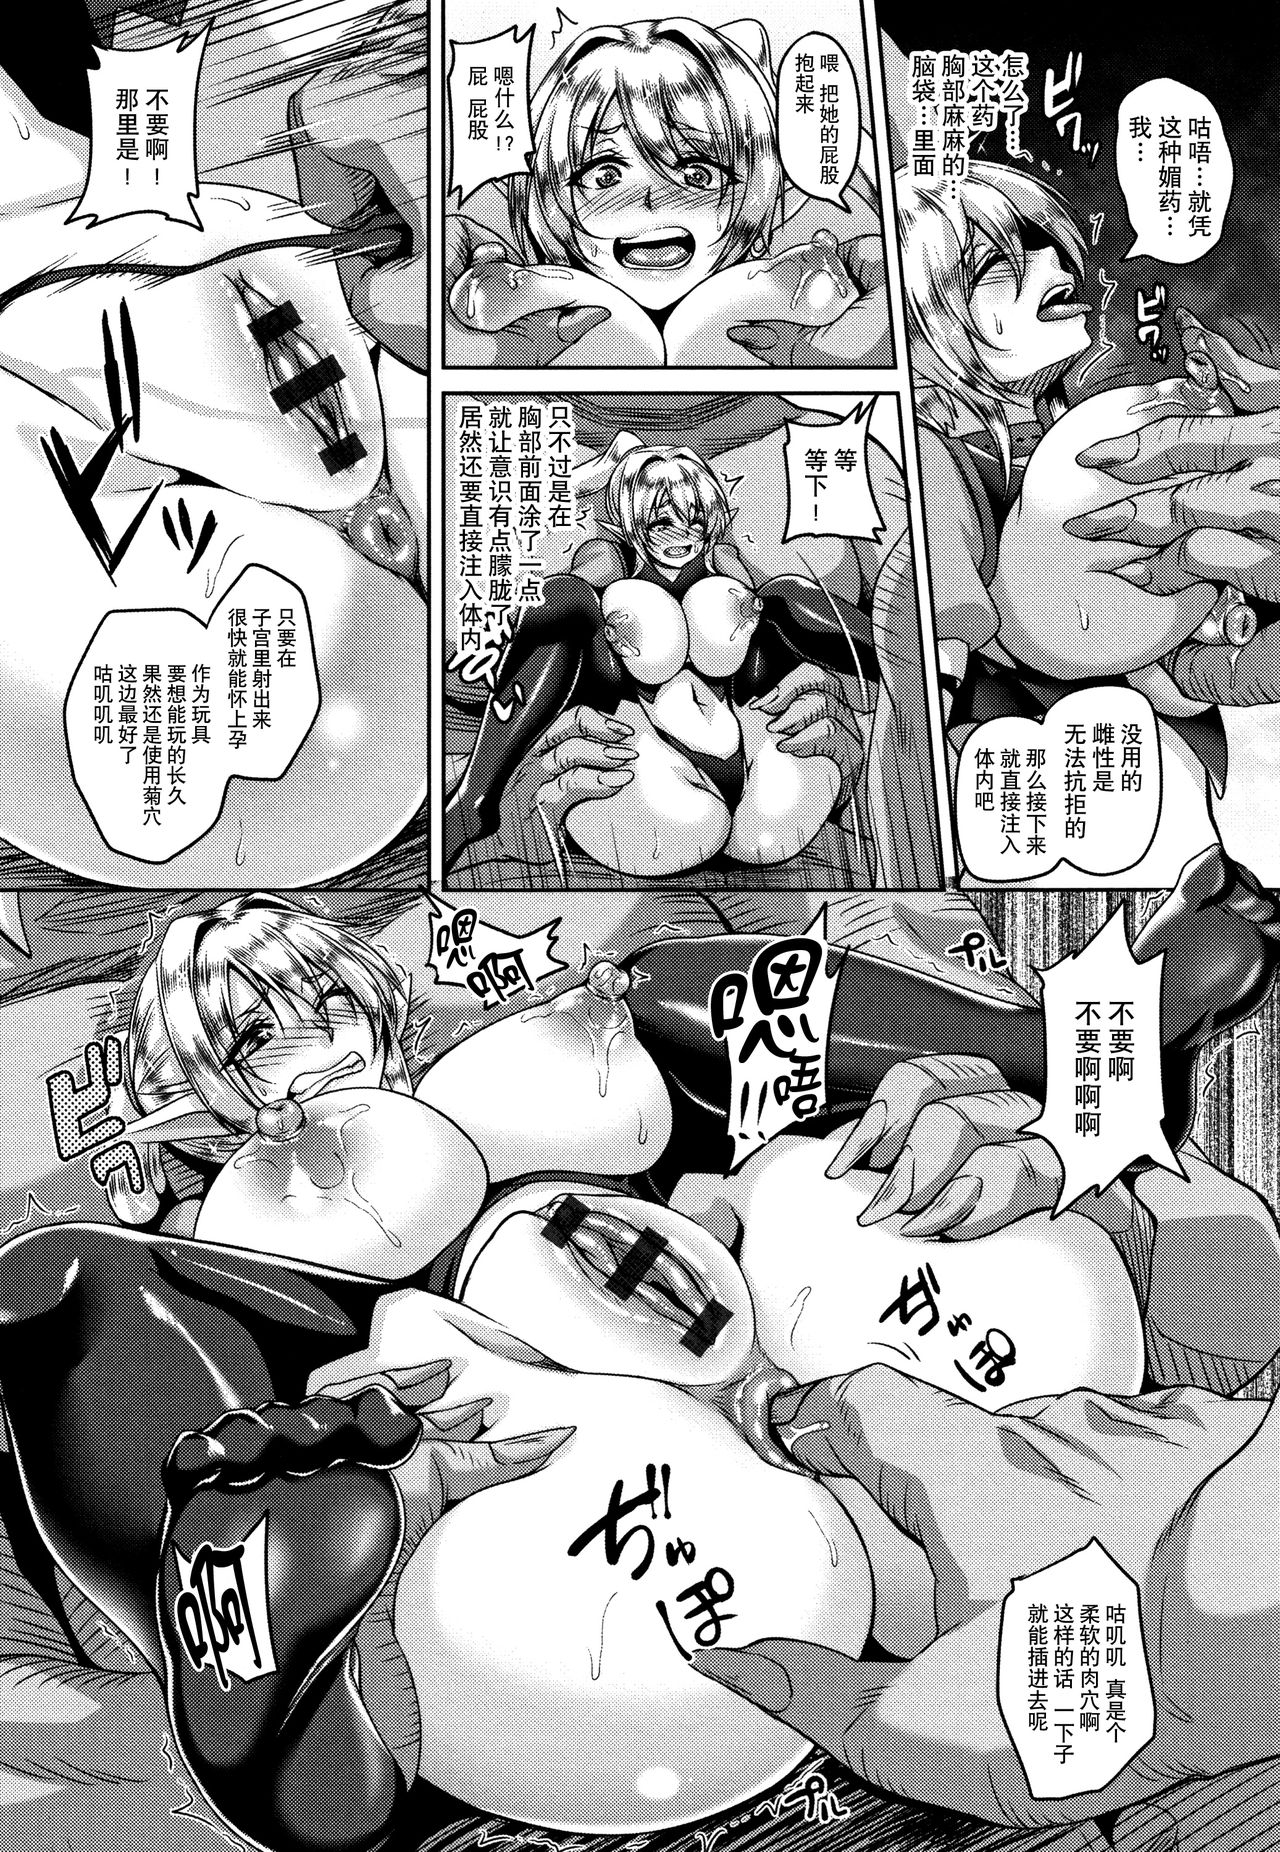 咕唔…就凭
这种媚药…
我…
怎么了…
这个药
胸部麻麻的…
脑袋…里面
没用的
雌性是
无法抗拒的
那么接下来
就直接注入
体内吧
喂 把她的屁股
抱起来
嗯什么!?
屁 屁股
等
等下!
只不过是在
胸部前面涂了一点
就让意识有点朦胧了
居然还要直接注入体内
不要啊!
那里是!
只要在
子宫里射出来
很快就能怀上孕
作为玩具
要想能玩的长久
果然还是使用菊穴
这边最好了
咕叽叽叽
不要啊
不要啊啊啊
嗯
啊
嗯唔!!
プル
ビク
啊
ぢゅぽ
咕叽叽 真是个
柔软的肉穴啊
这样的话 一下子
就能插进去呢
プル